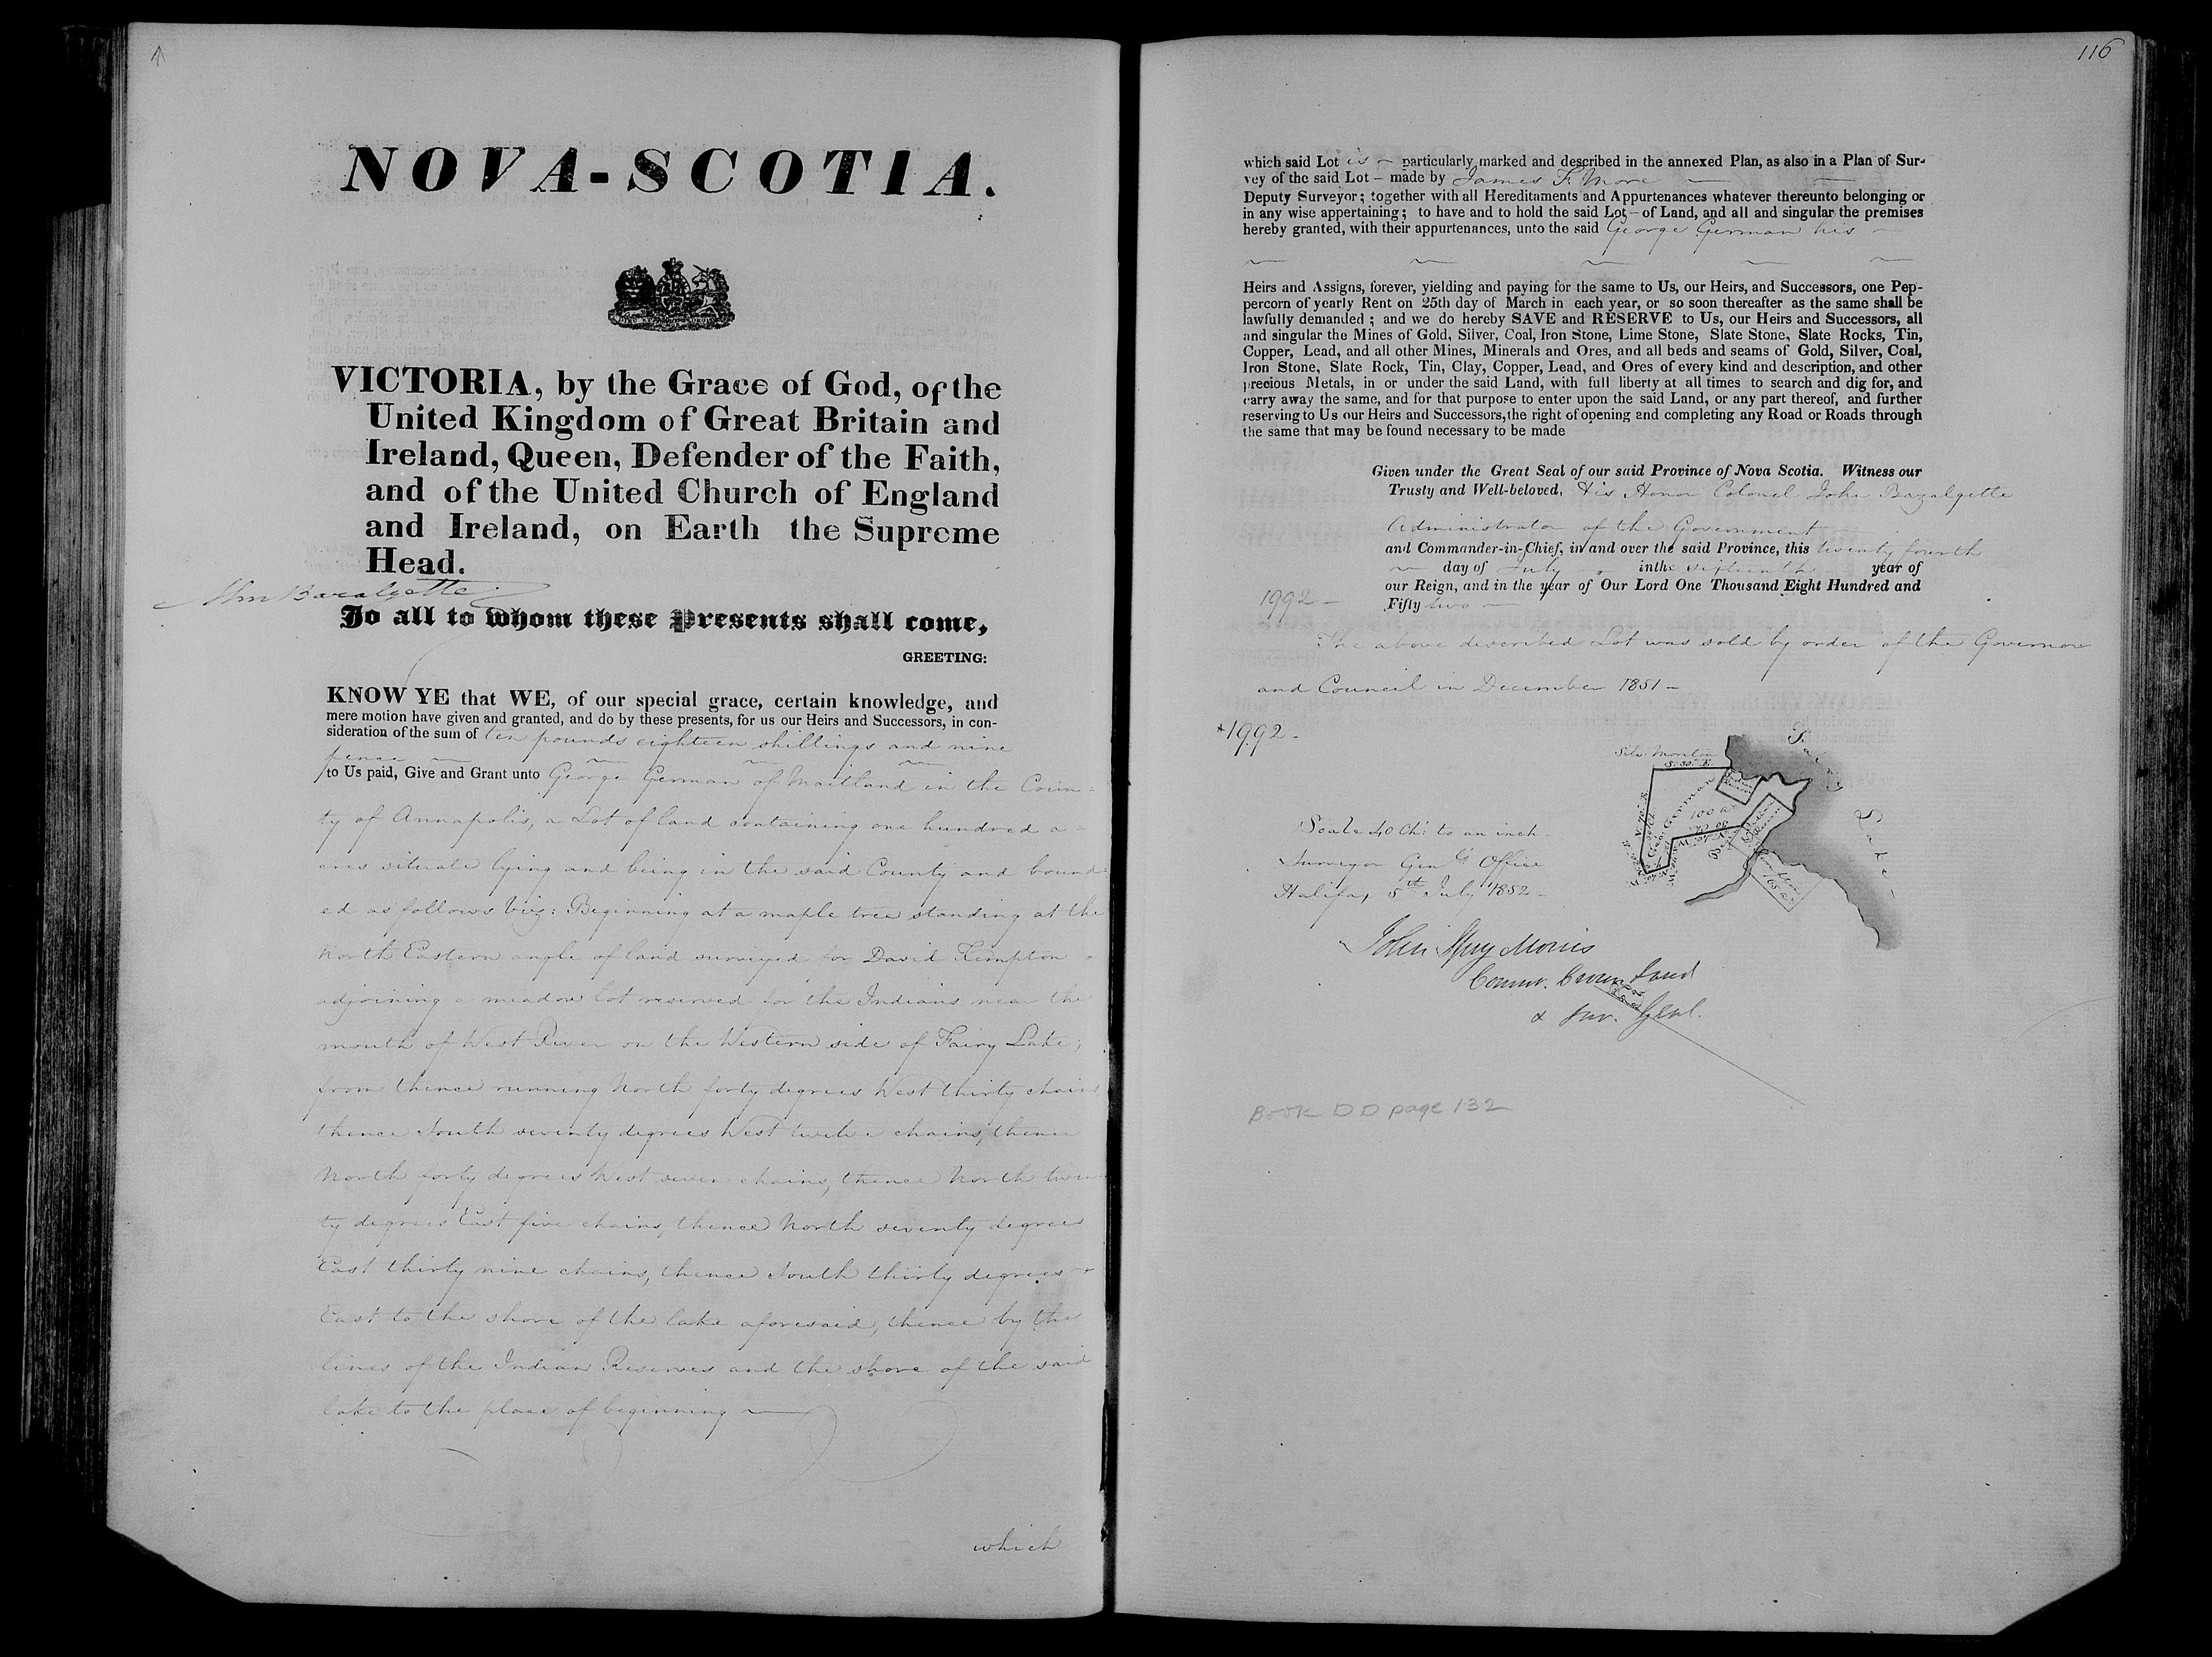 NOVA-SCOTIA.
VICTORIA, by the Grace of God, of the
United Kingdom of Great Britain and
Ireland, Queen, Defender of the Faith,
and of the United Church of England
and Ireland, on Earth the Supreme
Head.
John Bazalgette
To all to whom these Presents shall come,
GREETING:
KNOW YE that WE, of our special grace, certain knowledge, and
mere motion have given and granted, and do by these presents, for us our Heirs and Successors, in con-
sideration of the sum of ten pounds eighteen shillings and nine
pence
to Us paid, Give and Grant unto George German of Maitland in the Coun=
ty of Annapolis, a Lot of land containing one hundred a=
cres situate lying and being in the said County and bound
ed as follows viz: Beginning at a maple tree standing at the
North Eastern angle of land surveyed for David Kempton
adjoining a meadow lot reserved for the Indians near the
mouth of West River on the Western side of Fairy Lake;
from thence running North forty degrees West thirty chains
thence South seventy degrees West twelve chains, thence
North forty degrees West seven chains, thence North twen
ty degrees East five chains, thence North seventy degrees
East thirty nine chains, thence South thirty degrees
East to the shore of the lake aforesaid, thence by the
lines of the Indian Reserves and the shore of the said
lake to the place of beginning
which
116
which said Lot is particularly marked and described in the annexed Plan, as also in a Plan of Sur-
vey of the said Lot – made by James F. More
Deputy Surveyor; together with all Hereditaments and Appurtenances whatever thereunto belonging or
in any wise appertaining; to have and to hold the said Lot – of Land, and all and singular the premises
hereby granted, with their appurtenances, unto the said George German his
Heirs and Assigns, forever, yielding and paying for the same to Us, our Heirs, and Successors, one Pep-
percorn of yearly Rent on 25th day of March in each year, or so soon thereafter as the same shall be
lawfully demanded; and we do hereby SAVE and RESERVE to Us, our Heirs and Successors, all
and singular the Mines of Gold, Silver, Coal, Iron Stone, Lime Stone, Slate Stone, Slate Rocks, Tin,
Copper, Lead, and all other Mines, Minerals and Ores, and all beds and seams of Gold, Silver, Coal,
Iron Stone, Slate Rock, Tin, Clay, Copper, Lead, and Ores of every kind and description, and other
precious Metals, in or under the said Land, with full liberty at all times to search and dig for, and
carry away the same, and for that purpose to enter upon the said Land, or any part thereof, and further
reserving to Us our Heirs and Successors, the right of opening and completing any Road or Roads through
the same that may be found necessary to be made
Given under the Great Seal of our said Province of Nova Scotia. Witness our
Trusty and Well-beloved, His Honor Colonel John Bazalgette
Administrator of the Government
and Commander-in-Chief, in and over the said Province, this twenty fourth
day of July in the sixteenth year of
our Reign, and in the year of Our Lord One Thousand Eight Hundred and
1992 –
Fifty two
The above described Lot was sold by order of the Governor
and Council in December 1851 –
*1992 –
Silas Morton
S. 30° E.
Geo: German
100 a
Fairy Lake
165 a
Scale 40 Chs to an inch
Surveyor Genls Office
Halifax 5th July 1852 –
John Spry Morris
Commr. Crown Land
& Sur. Genl.
Book DD page 132